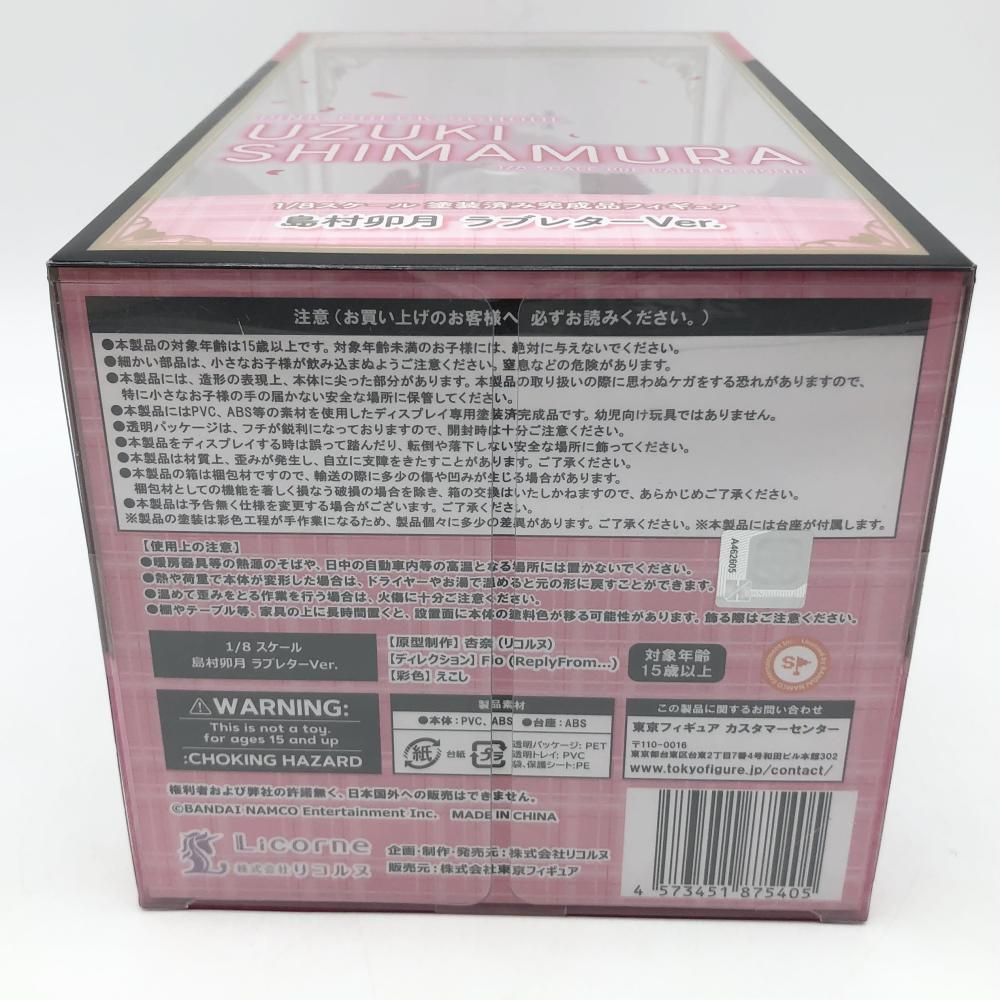 PINK CHECK SCHOOL
UZUKI
SHIMAMURA
1/8 SCALE PRE-PAINTED FIGURE
1/8スケール 塗装済み完成品フィギュア
島村卯月 ラブレターVer.
注意(お買い上げのお客様へ 必ずお読みください。)
●本製品の対象年齢は15歳以上です。対象年齢未満のお子様には、絶対に与えないでください。
●細かい部品は、小さなお子様が飲み込まぬようご注意ください。窒息などの危険があります。
●本製品には、造形の表現上、本体に尖った部分があります。本製品の取り扱いの際に思わぬケガをする恐れがありますので、
特に小さなお子様の手の届かない安全な場所に保管してください。
●本製品にはPVC、ABS等の素材を使用したディスプレイ専用塗装済完成品です。幼児向け玩具ではありません。
●透明パッケージは、フチが鋭利になっておりますので、開封時は十分ご注意ください。
●本製品をディスプレイする時は誤って踏んだり、転倒や落下しない安全な場所に飾ってください。
●本製品は材質上、歪みが発生し、自立に支障をきたすことがあります。ご了承ください。
●本製品の箱は梱包材ですので、輸送の際に多少の傷や凹みが生じる場合があります。
梱包材としての機能を著しく損なう破損の場合を除き、箱の交換はいたしかねますので、あらかじめご了承ください。
●本製品は予告無く仕様を変更する場合がございます。ご了承ください。
※製品の塗装は彩色工程が手作業になるため、製品個々に多少の差異があります。ご了承ください。※本製品には台座が付属します。
【使用上の注意】
●暖房器具等の熱源のそばや、日中の自動車内等の高温となる場所には置かないでください。
●熱や荷重で本体が変形した場合は、ドライヤーやお湯で温めると元の形に戻すことができます。
●温めて歪みをとる作業を行う場合は、火傷に十分ご注意ください。
●棚やテーブル等、家具の上に長時間置くと、設置面に本体の塗料色が移る可能性があります。飾る際はご注意ください。
A462605
1/8 スケール
島村卯月 ラブレターVer.
【原型制作】杏奈(リコルヌ)
【ディレクション】Fio(ReplyFrom...)
【彩色】えこし
対象年齢
15歳以上
⚠WARNING:
This is not a toy.
for ages 15 and up
:CHOKING HAZARD
製品素材
●本体:PVC、ABS ●台座:ABS
紙 台紙
プラ
透明パッケージ:PET
透明トレイ:PVC
袋、保護シート:PE
この製品に関するお問い合わせ
東京フィギュア カスタマーセンター
〒110-0016
東京都台東区台東2丁目7番4号和田ビル本館302
www.tokyofigure.jp/contact/
権利者および弊社の許諾無く、日本国外への販売はできません。
©BANDAI NAMCO Entertainment Inc. MADE IN CHINA
Licorne
株式会社リコルヌ
企画・制作・発売元:株式会社リコルヌ
販売元:株式会社東京フィギュア
4 573451 875405